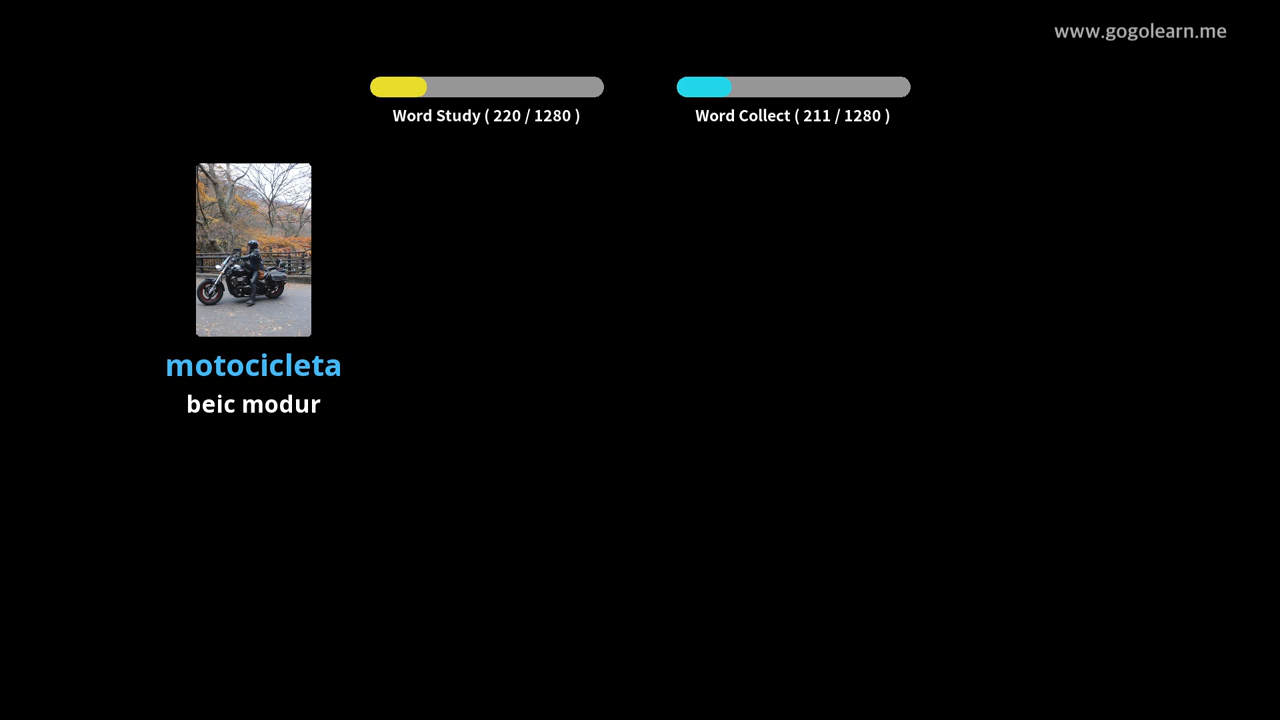 www.gogolearn.me
Word Study ( 220 / 1280 )
Word Collect ( 211 / 1280 )
motocicleta
beic modur